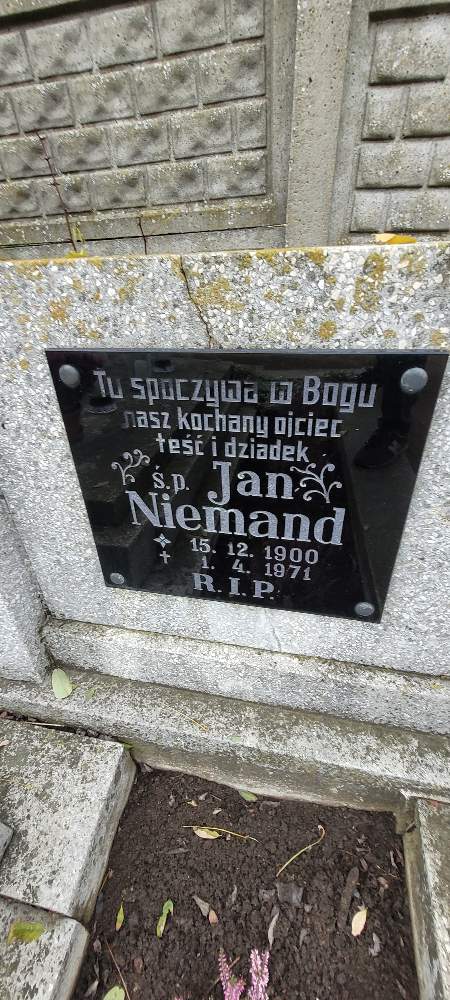 Tu spoczywa w Bogu
nasz kochany ojciec
teść i dziadek
ś.p. Jan
Niemand
15. 12. 1900
1. 4. 1971
R. I. P.